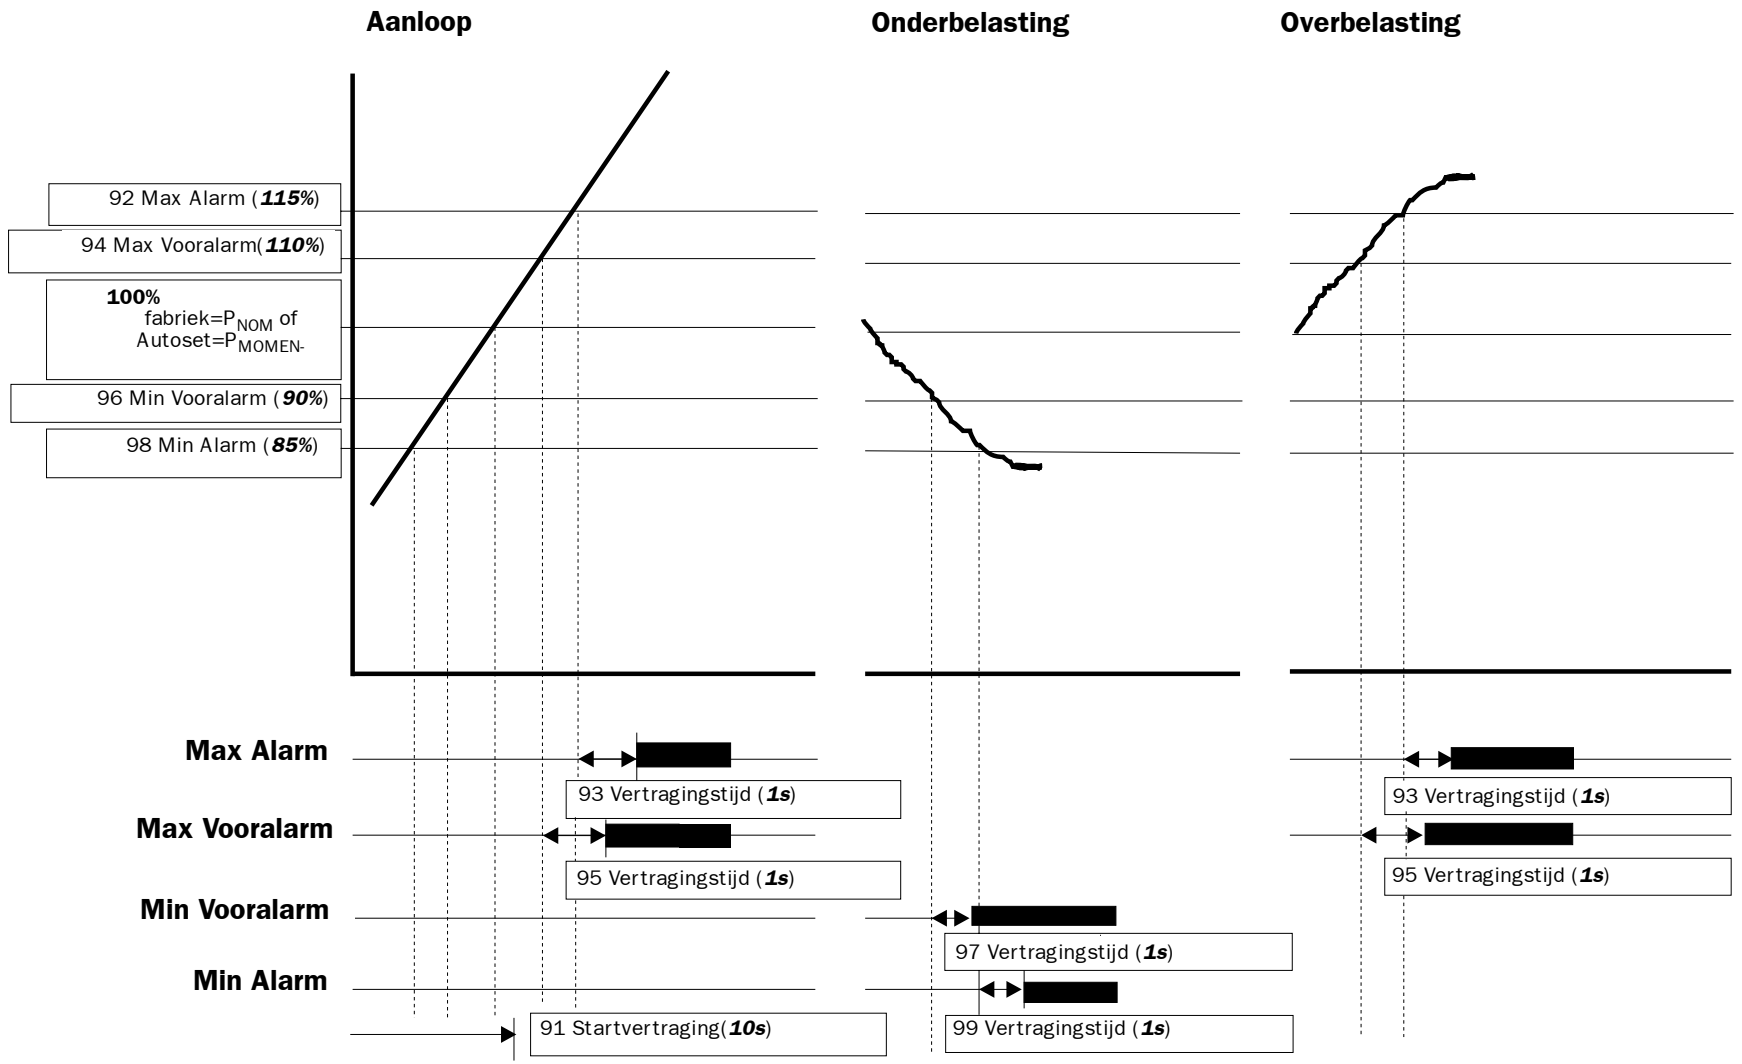 Aanloop
Onderbelasting
Overbelasting
92 Max Alarm (115%)
94 Max Vooralarm(110%)
100%
fabriek=PNOM of
Autoset=PMOMEN-
96 Min Vooralarm (90%)
98 Min Alarm (85%)
Max Alarm
93 Vertragingstijd (1s)
93 Vertragingstijd (1s)
Max Vooralarm
95 Vertragingstijd (1s)
95 Vertragingstijd (1s)
Min Vooralarm
97 Vertragingstijd (1s)
Min Alarm
91 Startvertraging(10s)
99 Vertragingstijd (1s)